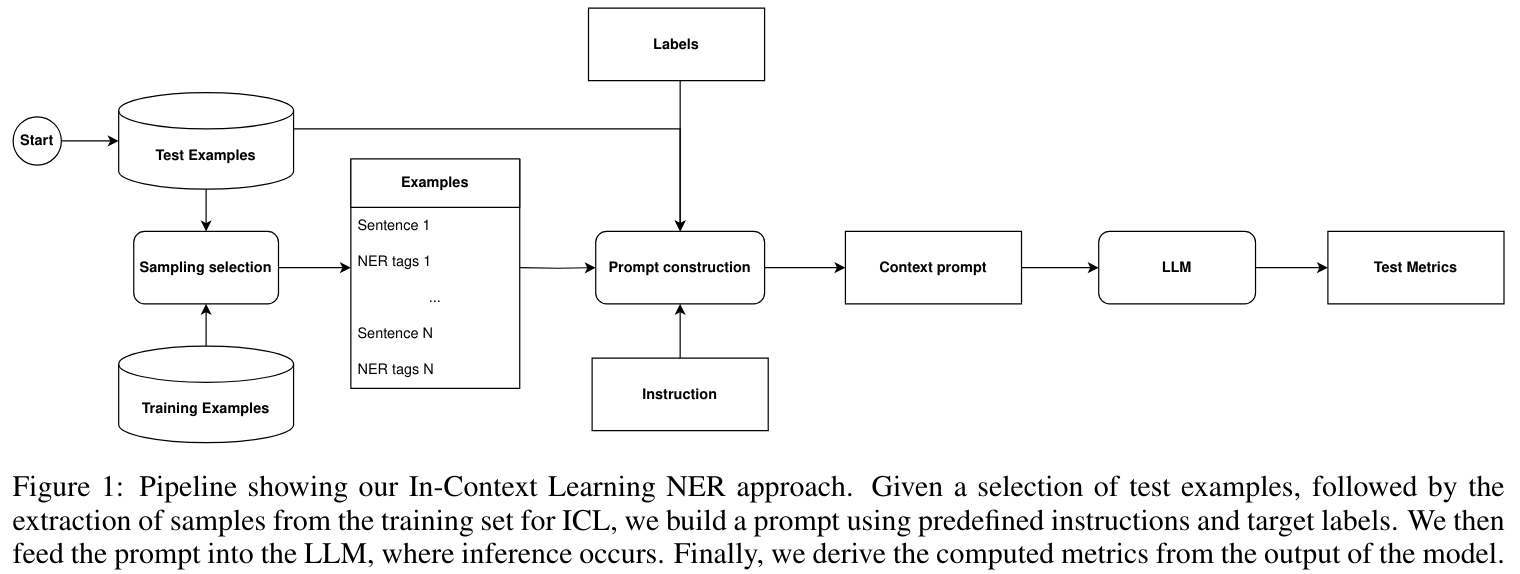 Labels
Start
Test Examples
Examples
Sentence 1
NER tags 1
...
Sentence N
NER tags N
Sampling selection
Training Examples
Prompt construction
Instruction
Context prompt
LLM
Test Metrics
Figure 1: Pipeline showing our In-Context Learning NER approach. Given a selection of test examples, followed by the
extraction of samples from the training set for ICL, we build a prompt using predefined instructions and target labels. We then
feed the prompt into the LLM, where inference occurs. Finally, we derive the computed metrics from the output of the model.